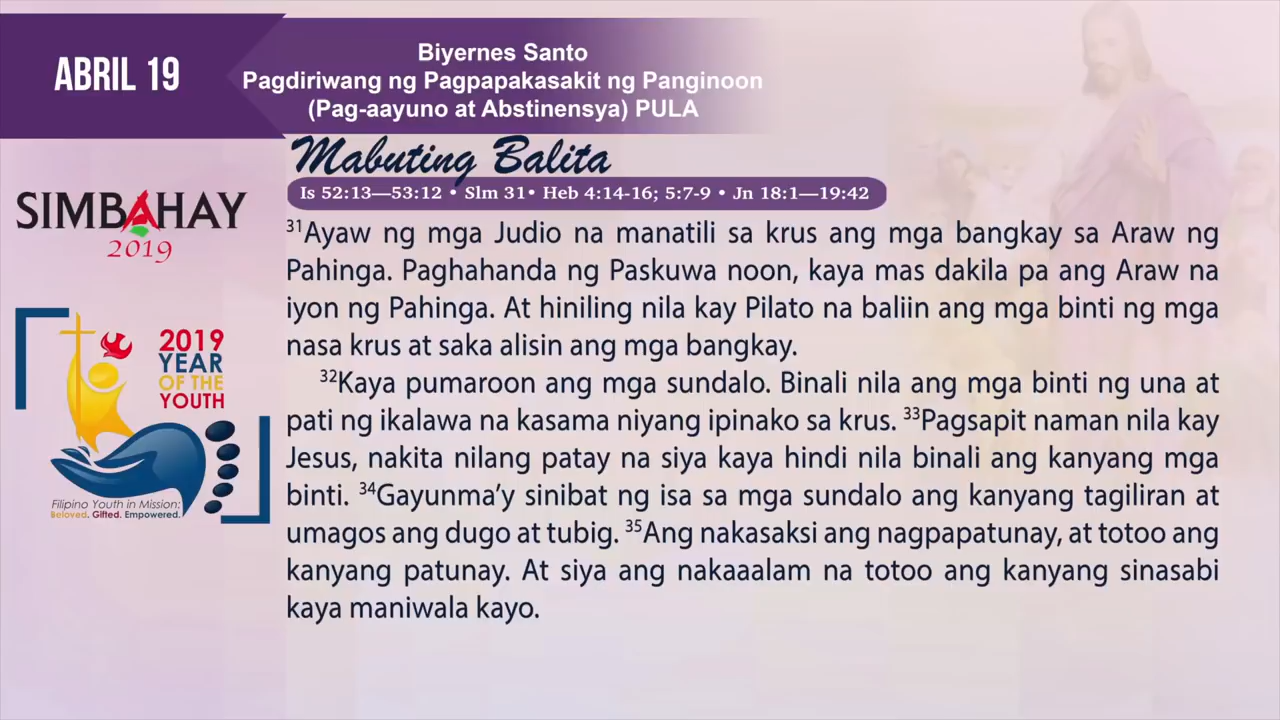 ABRIL 19
Biyernes Santo
Pagdiriwang ng Pagpapakasakit ng Panginoon
(Pag-aayuno at Abstinensya) PULA
Mabuting Balita
Is 52:13—53:12 • Slm 31• Heb 4:14-16; 5:7-9 • Jn 18:1—19:42
SIMBAHAY
2019
2019
YEAR
OF THE
YOUTH
Filipino Youth in Mission:
Beloved. Gifted. Empowered.
31Ayaw ng mga Judio na manatili sa krus ang mga bangkay sa Araw ng
Pahinga. Paghahanda ng Paskuwa noon, kaya mas dakila pa ang Araw na
iyon ng Pahinga. At hiniling nila kay Pilato na baliin ang mga binti ng mga
nasa krus at saka alisin ang mga bangkay.
32Kaya pumaroon ang mga sundalo. Binali nila ang mga binti ng una at
pati ng ikalawa na kasama niyang ipinako sa krus. 33Pagsapit naman nila kay
Jesus, nakita nilang patay na siya kaya hindi nila binali ang kanyang mga
binti. 34Gayunma’y sinibat ng isa sa mga sundalo ang kanyang tagiliran at
umagos ang dugo at tubig. 35Ang nakasaksi ang nagpapatunay, at totoo ang
kanyang patunay. At siya ang nakaaalam na totoo ang kanyang sinasabi
kaya maniwala kayo.